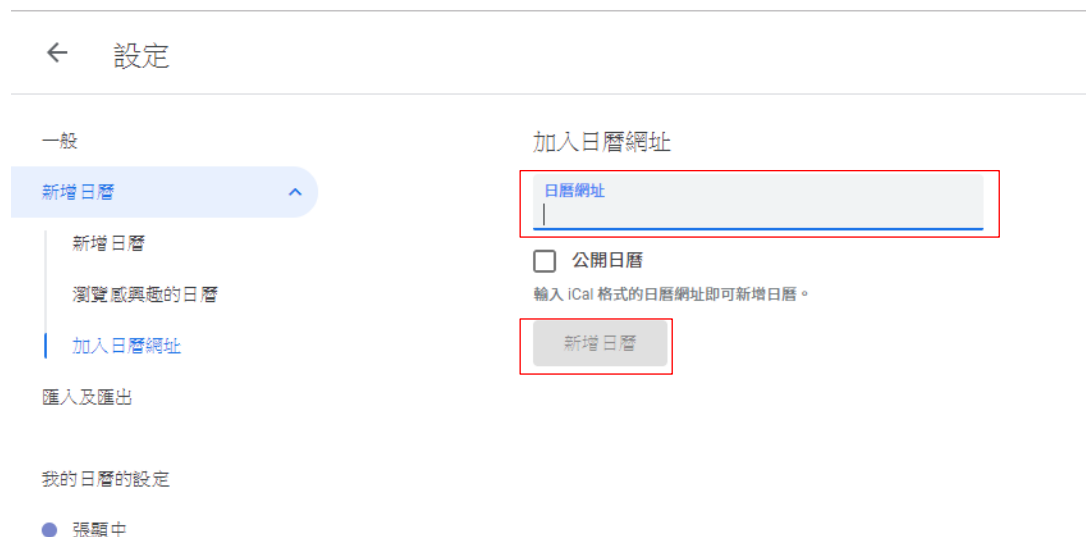 設定
一般
新增日曆
新增日曆
瀏覽感興趣的日曆
加入日曆網址
匯入及匯出
我的日曆的設定
張顯中
加入日曆網址
日曆網址
公開日曆
輸入 iCal 格式的日曆網址即可新增日曆。
新增日曆